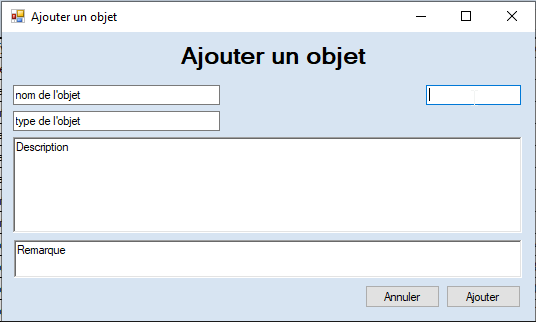 Ajouter un objet
Ajouter un objet
nom de l'objet
type de l'objet
Description
Remarque
Annuler
Ajouter